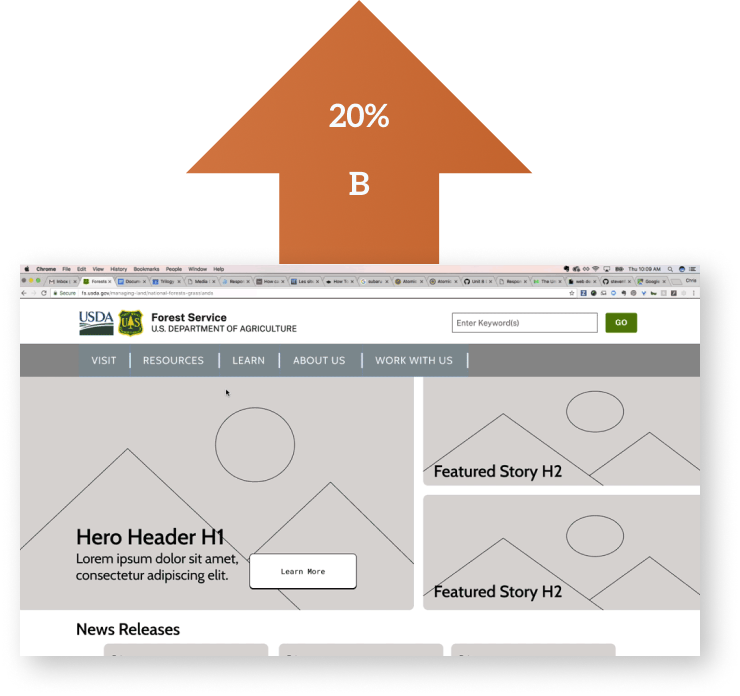 20%
B
Chrome File Edit View History Bookmarks People Window Help
Thu 10:09 AM
Secure fs.usda.gov/managing-land/national-forests-grasslands
USDA
Forest Service
U.S. DEPARTMENT OF AGRICULTURE
Enter Keyword(s)
GO
VISIT
RESOURCES
LEARN
ABOUT US
WORK WITH US
Featured Story H2
Hero Header H1
Lorem ipsum dolor sit amet,
consectetur adipiscing elit.
Learn More
Featured Story H2
News Releases